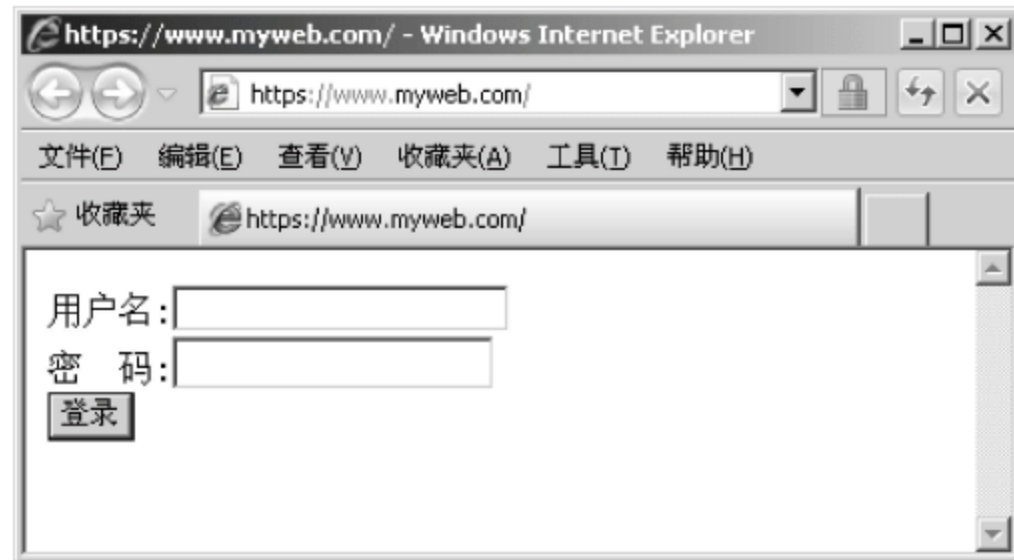 https://www.myweb.com/ - Windows Internet Explorer
https://www.myweb.com/
文件(F) 编辑(E) 查看(V) 收藏夹(A) 工具(T) 帮助(H)
收藏夹 https://www.myweb.com/
用户名:
密 码:
登录